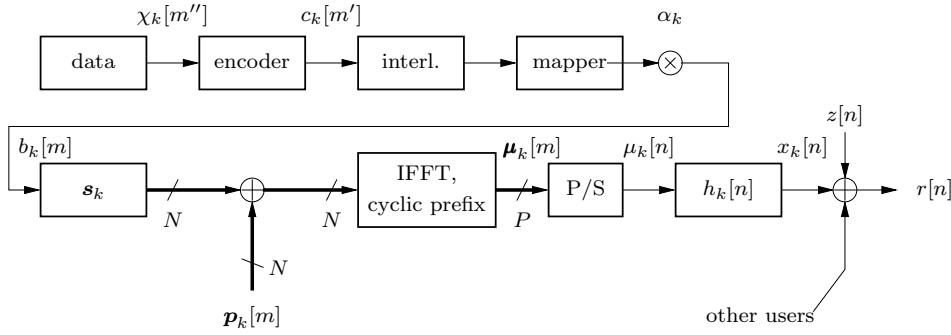 χ_k[m'']
c_k[m']
α_k
data
encoder
interl.
mapper
×
z[n]
b_k[m]
μ_k[m]
μ_k[n]
x_k[n]
s_k
IFFT,
cyclic prefix
P/S
h_k[n]
r[n]
N
N
P
N
p_k[m]
other users